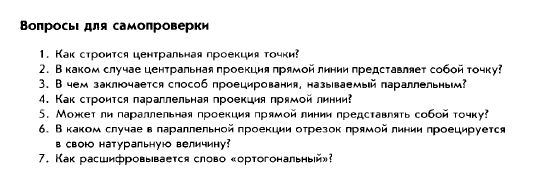 Вопросы для самопроверки
1. Как строится центральная проекция точки?
2. В каком случае центральная проекция прямой линии представляет собой точку?
3. В чем заключается способ проецирования, называемый параллельным?
4. Как строится параллельная проекция прямой линии?
5. Может ли параллельная проекция прямой линии представлять собой точку?
6. В каком случае в параллельной проекции отрезок прямой линии проецируется
в свою натуральную величину?
7. Как расшифровывается слово «ортогональный»?